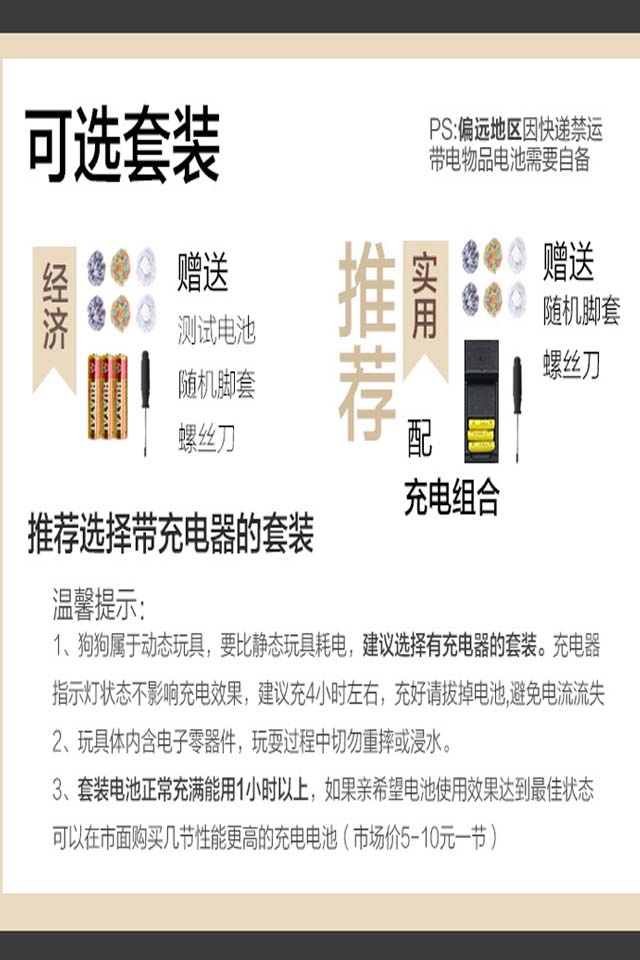 可选套装
PS:偏远地区因快递禁运
带电物品电池需要自备
经济
赠送
测试电池
随机脚套
螺丝刀
推荐
实用
赠送
随机脚套
螺丝刀
配
充电组合
推荐选择带充电器的套装
温馨提示:
1、狗狗属于动态玩具，要比静态玩具耗电，建议选择有充电器的套装。充电器
指示灯状态不影响充电效果，建议充4小时左右，充好请拔掉电池,避免电流流失
2、玩具体内含电子零器件，玩耍过程中切勿重摔或浸水。
3、套装电池正常充满能用1小时以上，如果亲希望电池使用效果达到最佳状态
可以在市面购买几节性能更高的充电电池（市场价5-10元一节）